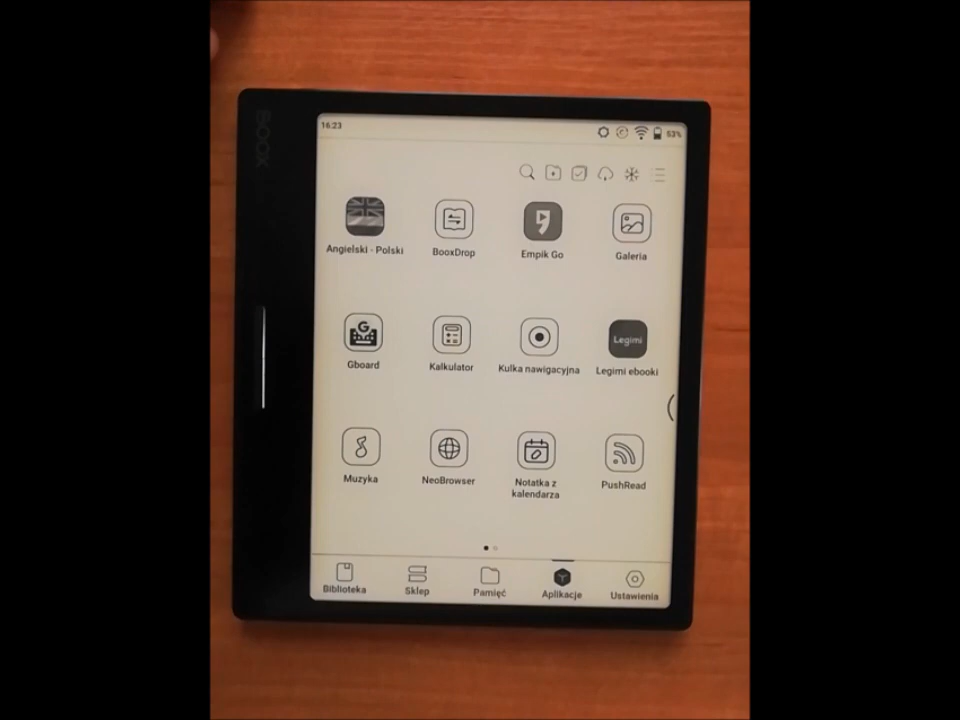 BOOX
16:23
53%
Angielski - Polski
BooxDrop
Empik Go
Galeria
G
Legimi
Gboard
Kalkulator
Kulka nawigacyjna
Legimi ebooki
Muzyka
NeoBrowser
Notatka z
kalendarza
PushRead
Biblioteka
Sklep
Pamięć
Aplikacje
Ustawienia